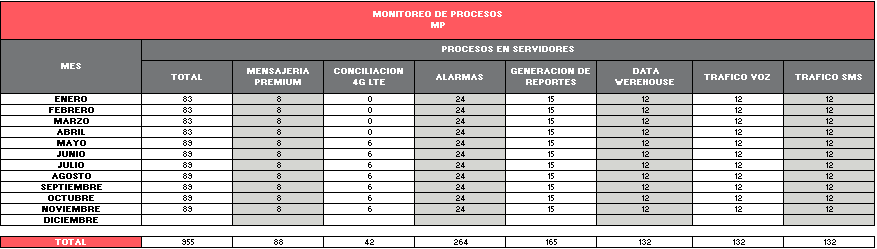 MONITOREO DE PROCESOS
MP
MES
PROCESOS EN SERVIDORES
TOTAL MENSAJERIA PREMIUM CONCILIACION 4G LTE ALARMAS GENERACION DE REPORTES DATA WEREHOUSE TRAFICO VOZ TRAFICO SMS
ENERO 83 8 0 24 15 12 12 12
FEBRERO 83 8 0 24 15 12 12 12
MARZO 83 8 0 24 15 12 12 12
ABRIL 83 8 0 24 15 12 12 12
MAYO 89 8 6 24 15 12 12 12
JUNIO 89 8 6 24 15 12 12 12
JULIO 89 8 6 24 15 12 12 12
AGOSTO 89 8 6 24 15 12 12 12
SEPTIEMBRE 89 8 6 24 15 12 12 12
OCTUBRE 89 8 6 24 15 12 12 12
NOVIEMBRE 89 8 6 24 15 12 12 12
DICIEMBRE
TOTAL 955 88 42 264 165 132 132 132